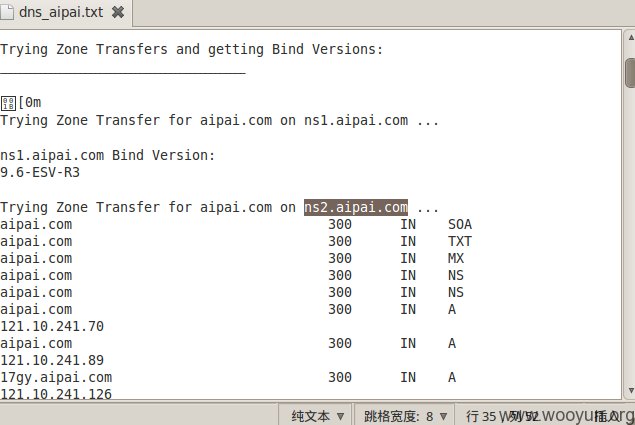 dns_aipai.txt
Trying Zone Transfers and getting Bind Versions:
______________________________
001B[0m
Trying Zone Transfer for aipai.com on ns1.aipai.com ...
ns1.aipai.com Bind Version:
9.6-ESV-R3
Trying Zone Transfer for aipai.com on ns2.aipai.com ...
aipai.com 300 IN SOA
aipai.com 300 IN TXT
aipai.com 300 IN MX
aipai.com 300 IN NS
aipai.com 300 IN NS
aipai.com 300 IN A
121.10.241.70
aipai.com 300 IN A
121.10.241.89
17gy.aipai.com 300 IN A
121.10.241.126
纯文本 跳格宽度: 8 行 35, 列 52 插入
www.wooyun.org